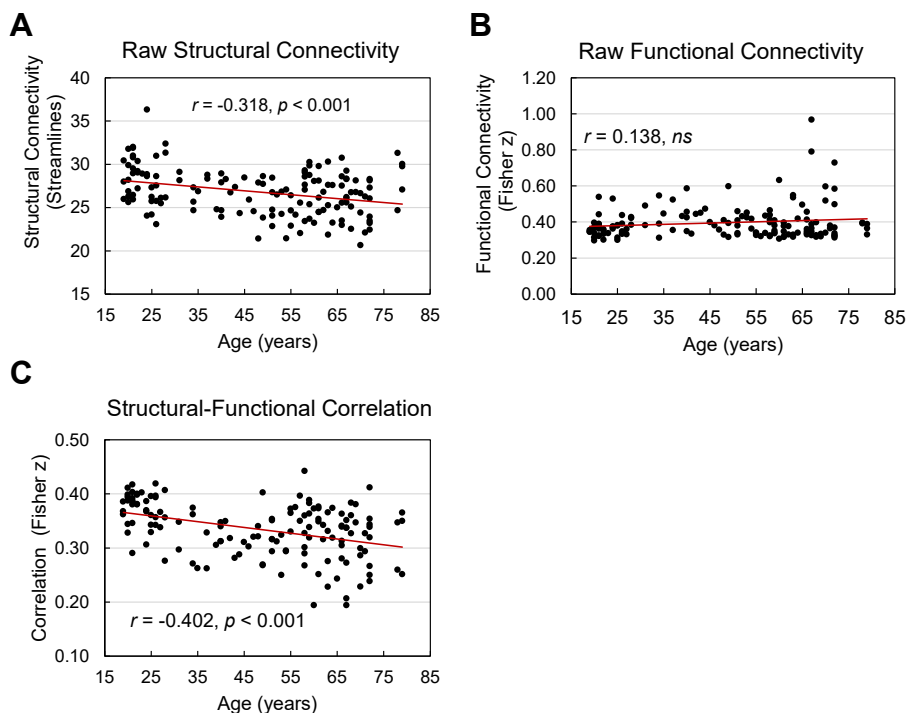 A
Raw Structural Connectivity
Structural Connectivity
(Streamlines)
40
35
30
25
20
15
r = -0.318, p < 0.001
15 25 35 45 55 65 75 85
Age (years)
B
Raw Functional Connectivity
Functional Connectivity
(Fisher z)
1.20
1.00
0.80
0.60
0.40
0.20
0.00
r = 0.138, ns
15 25 35 45 55 65 75 85
Age (years)
C
Structural-Functional Correlation
Correlation (Fisher z)
0.50
0.40
0.30
0.20
0.10
r = -0.402, p < 0.001
15 25 35 45 55 65 75 85
Age (years)